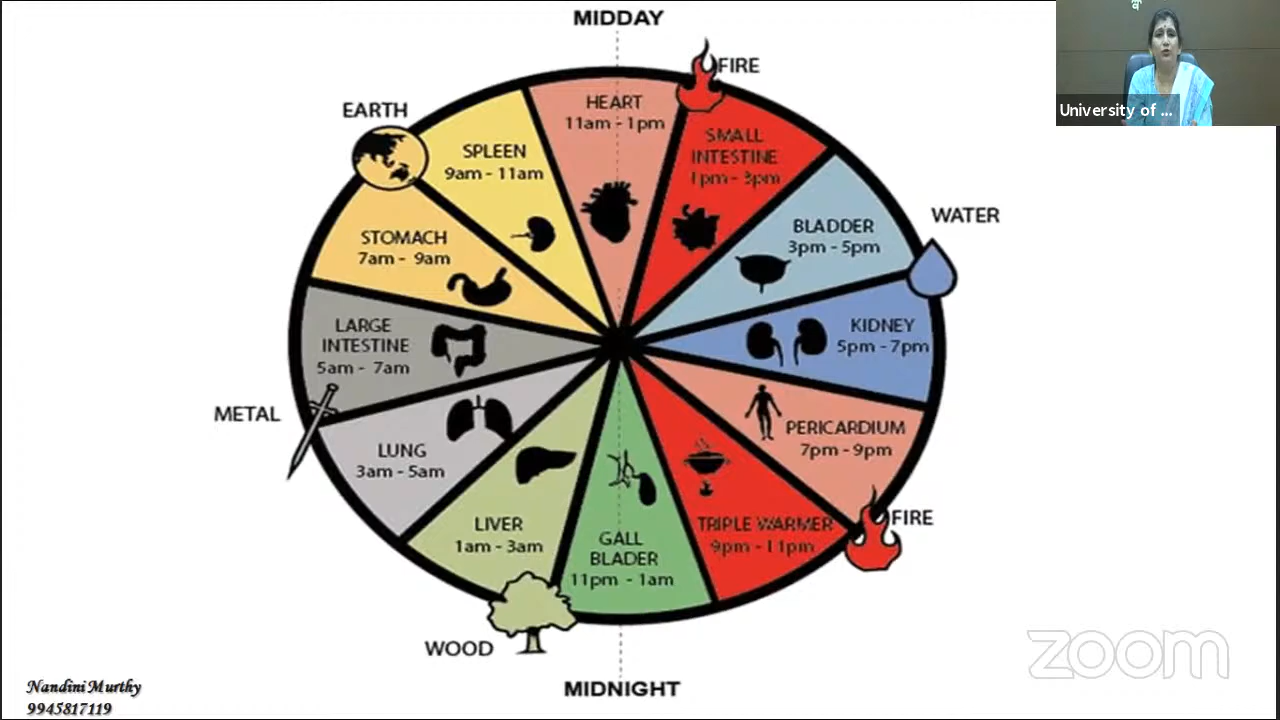 MIDDAY
FIRE
EARTH
HEART
11am - 1pm
SMALL
INTESTINE
1pm - 3pm
SPLEEN
9am - 11am
WATER
BLADDER
3pm - 5pm
STOMACH
7am - 9am
LARGE
INTESTINE
5am - 7am
KIDNEY
5pm - 7pm
METAL
PERICARDIUM
7pm - 9pm
LUNG
3am - 5am
FIRE
TRIPLE WARMER
9pm - 11pm
LIVER
1am - 3am
GALL
BLADER
11pm - 1am
WOOD
MIDNIGHT
University of ...
zoom
Nandini Murthy
9945817119